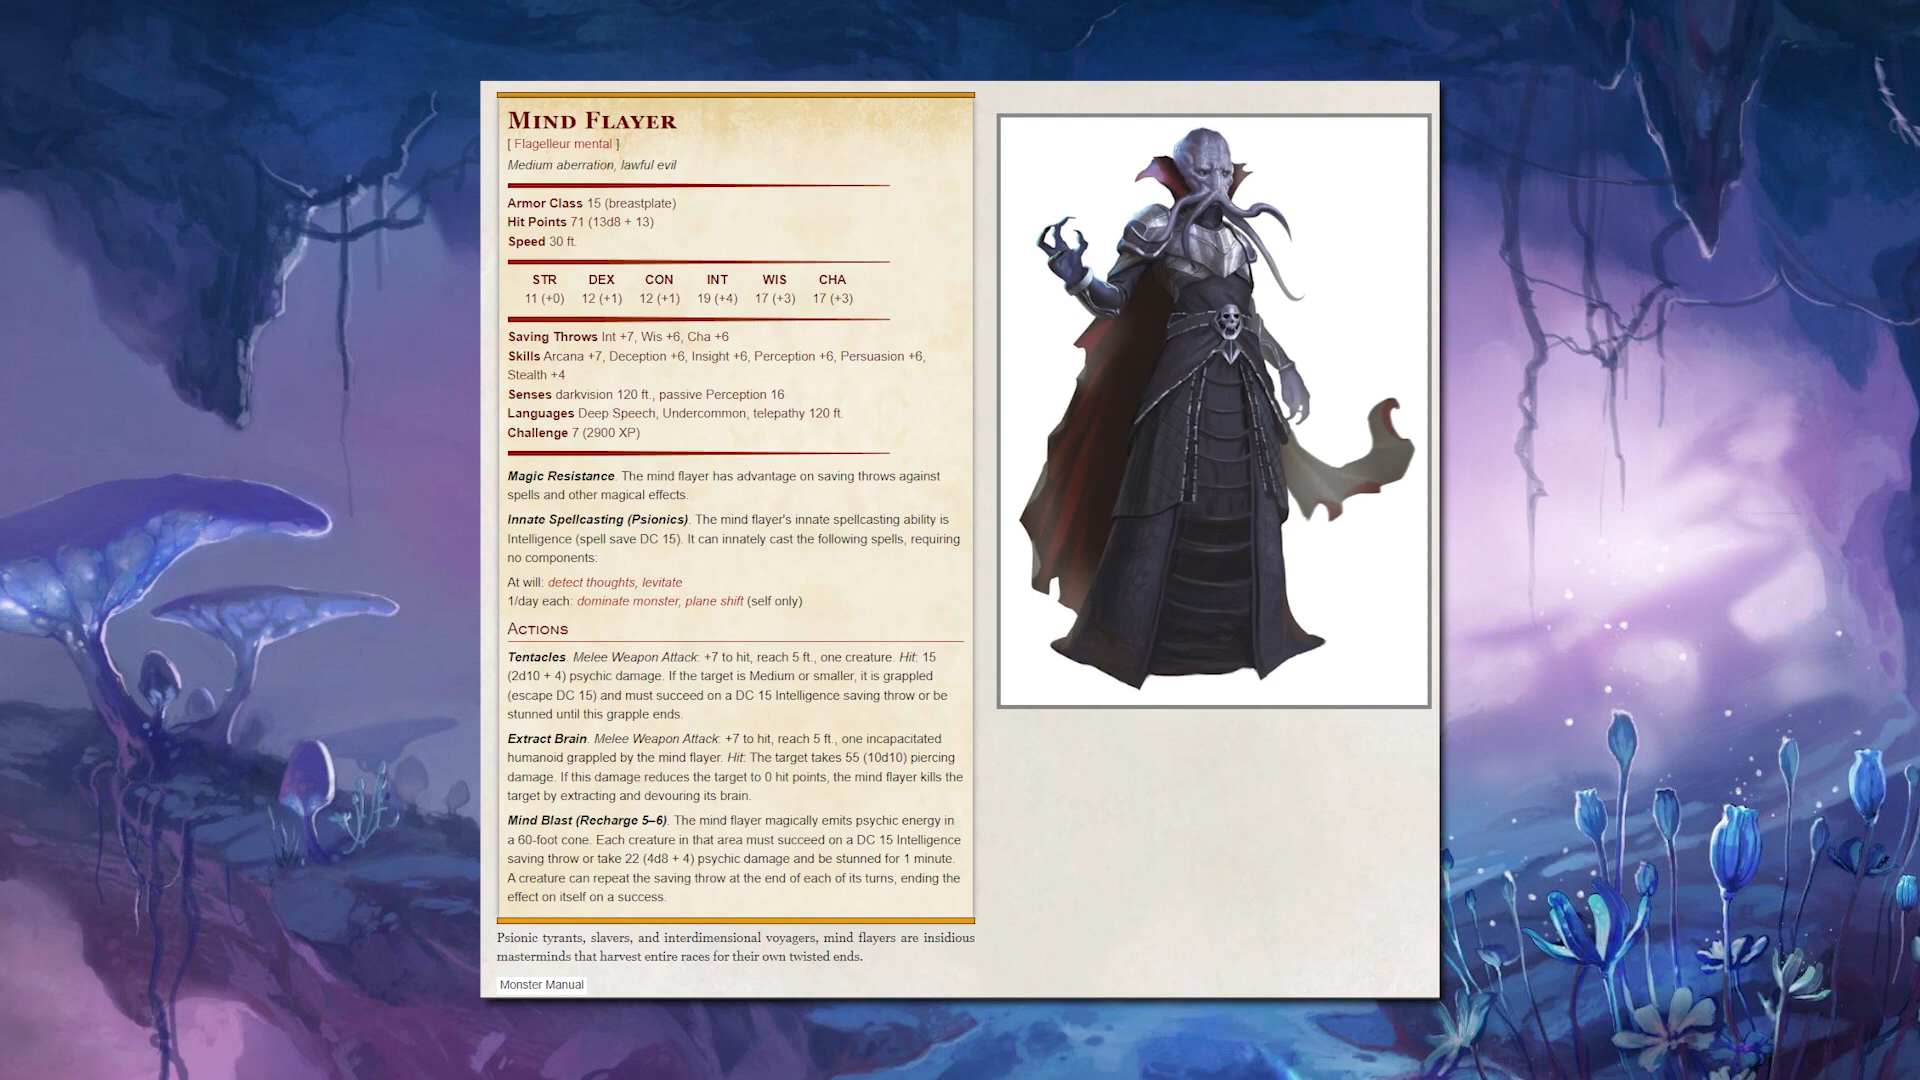 Mind Flayer
[ Flagelleur mental ]
Medium aberration, lawful evil
Armor Class 15 (breastplate)
Hit Points 71 (13d8 + 13)
Speed 30 ft.
STR DEX CON INT WIS CHA
11 (+0) 12 (+1) 12 (+1) 19 (+4) 17 (+3) 17 (+3)
Saving Throws Int +7, Wis +6, Cha +6
Skills Arcana +7, Deception +6, Insight +6, Perception +6, Persuasion +6,
Stealth +4
Senses darkvision 120 ft., passive Perception 16
Languages Deep Speech, Undercommon, telepathy 120 ft.
Challenge 7 (2900 XP)
Magic Resistance. The mind flayer has advantage on saving throws against
spells and other magical effects.
Innate Spellcasting (Psionics). The mind flayer's innate spellcasting ability is
Intelligence (spell save DC 15). It can innately cast the following spells, requiring
no components:
At will: detect thoughts, levitate
1/day each: dominate monster, plane shift (self only)
Actions
Tentacles. Melee Weapon Attack: +7 to hit, reach 5 ft., one creature. Hit: 15
(2d10 + 4) psychic damage. If the target is Medium or smaller, it is grappled
(escape DC 15) and must succeed on a DC 15 Intelligence saving throw or be
stunned until this grapple ends.
Extract Brain. Melee Weapon Attack: +7 to hit, reach 5 ft., one incapacitated
humanoid grappled by the mind flayer. Hit: The target takes 55 (10d10) piercing
damage. If this damage reduces the target to 0 hit points, the mind flayer kills the
target by extracting and devouring its brain.
Mind Blast (Recharge 5–6). The mind flayer magically emits psychic energy in
a 60-foot cone. Each creature in that area must succeed on a DC 15 Intelligence
saving throw or take 22 (4d8 + 4) psychic damage and be stunned for 1 minute.
A creature can repeat the saving throw at the end of each of its turns, ending the
effect on itself on a success.
Psionic tyrants, slavers, and interdimensional voyagers, mind flayers are insidious
masterminds that harvest entire races for their own twisted ends.
Monster Manual